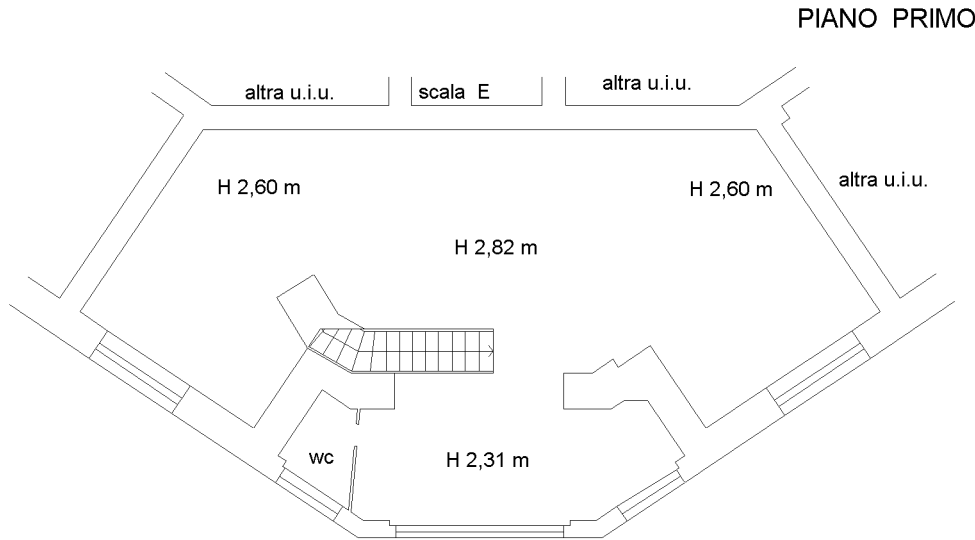 PIANO PRIMO
altra u.i.u.
scala E
altra u.i.u.
H 2,60 m
H 2,60 m
altra u.i.u.
H 2,82 m
wc
H 2,31 m